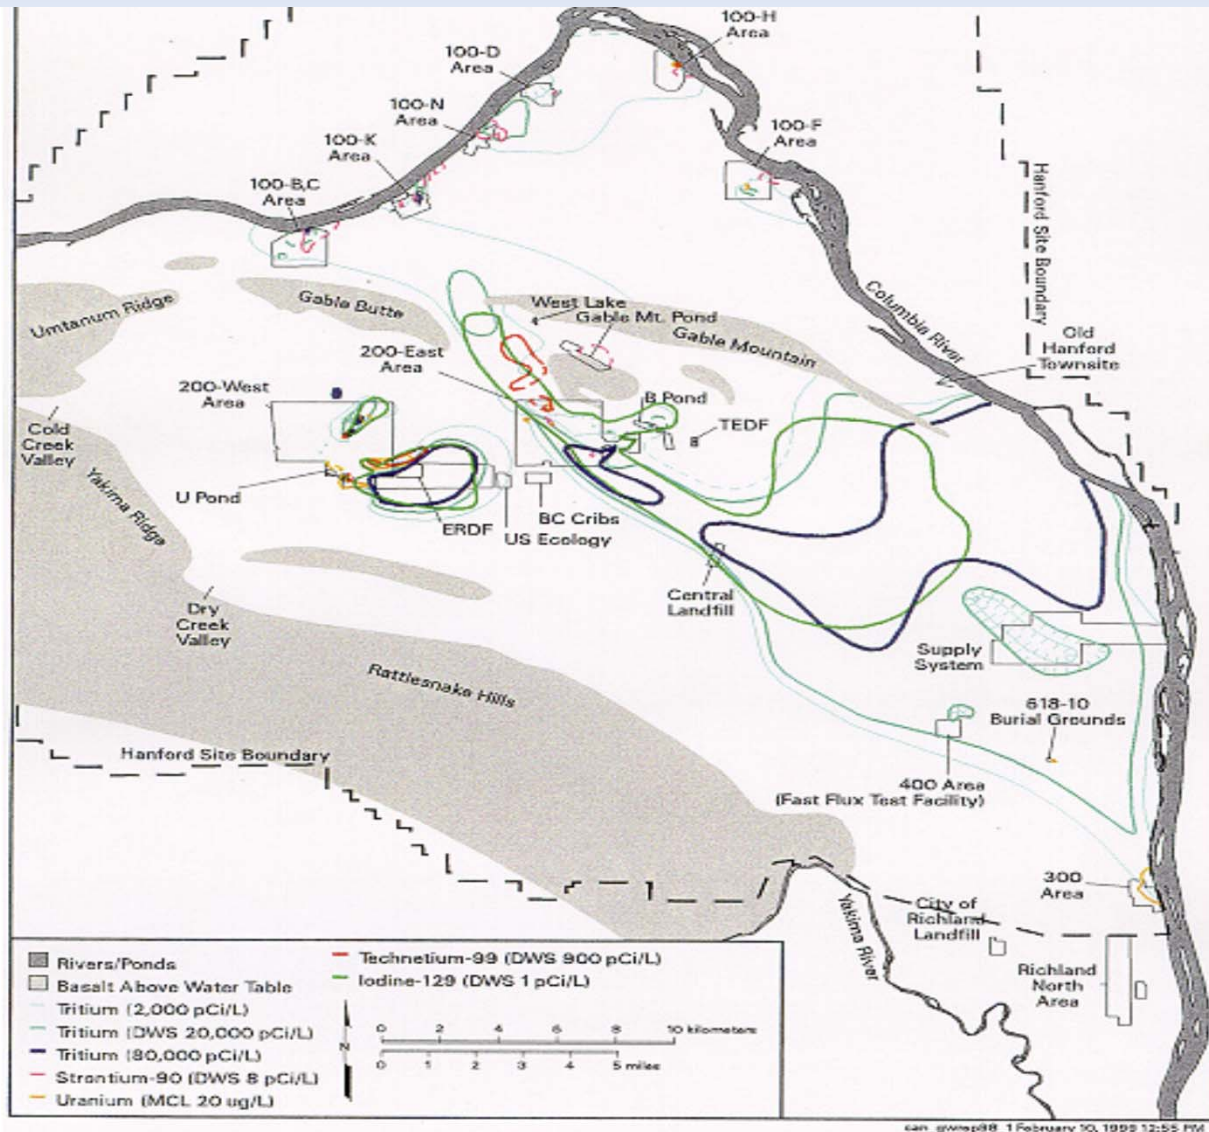 100-H
Area
100-D
Area
100-N
Area
100-K
Area
100-F
Area
100-B,C
Area
Hanford Site Boundary
Columbia River
Umtanum Ridge
Gable Butte
West Lake
Gable Mt. Pond
Gable Mountain
Old
Hanford
Townsite
200-East
Area
200-West
Area
B Pond
TEDF
Cold
Creek
Valley
Yakima Ridge
U Pond
ERDF
BC Cribs
US Ecology
Central
Landfill
Dry
Creek
Valley
Supply
System
Rattlesnake Hills
618-10
Burial Grounds
Hanford Site Boundary
400 Area
(Fast Flux Test Facility)
300
Area
City of
Richland
Landfill
Yakima River
Richland
North
Area
Rivers/Ponds
Basalt Above Water Table
Tritium (2,000 pCi/L)
Tritium (DWS 20,000 pCi/L)
Tritium (80,000 pCi/L)
Strontium-90 (DWS 8 pCi/L)
Uranium (MCL 20 ug/L)
Technetium-99 (DWS 900 pCi/L)
Iodine-129 (DWS 1 pCi/L)
N
0 2 4 6 8 10 kilometers
0 1 2 3 4 5 miles
February 10, 1999 12:55 PM